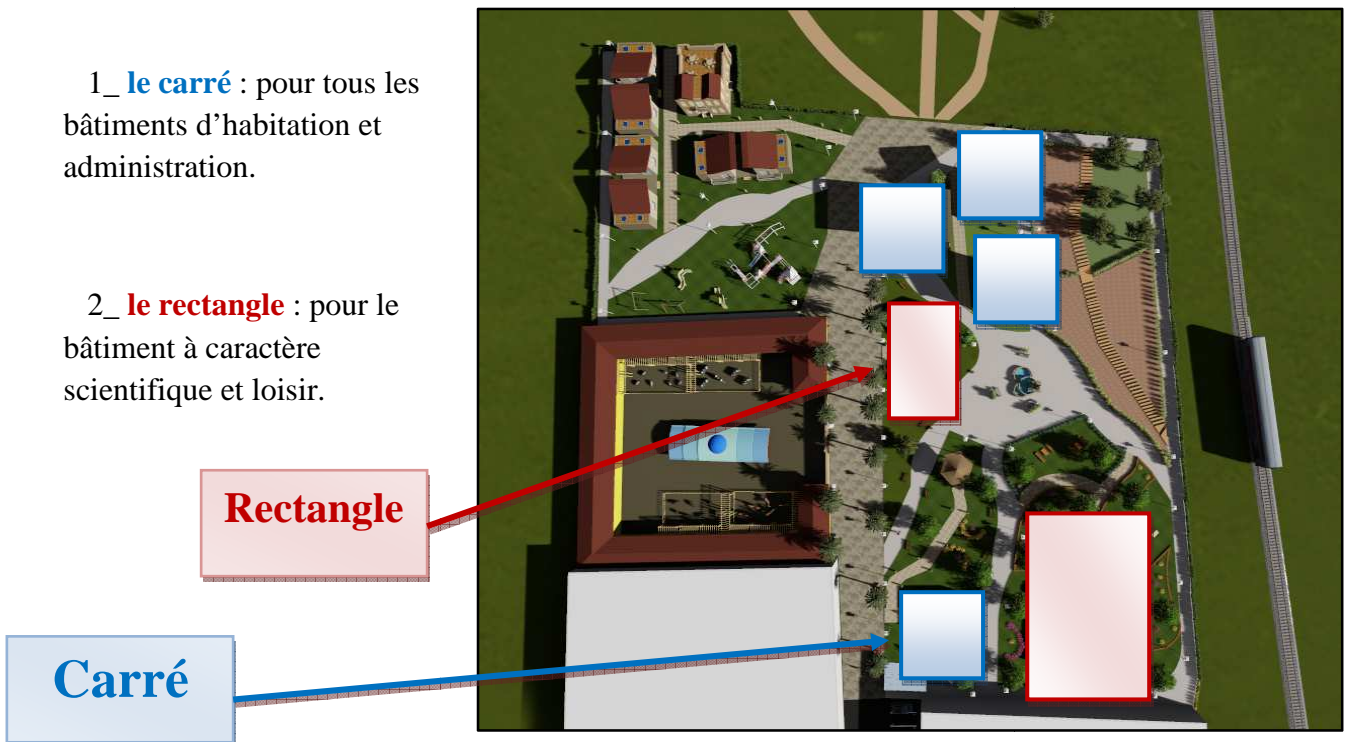 1_ le carré : pour tous les
bâtiments d’habitation et
administration.
2_ le rectangle : pour le
bâtiment à caractère
scientifique et loisir.
Rectangle
Carré